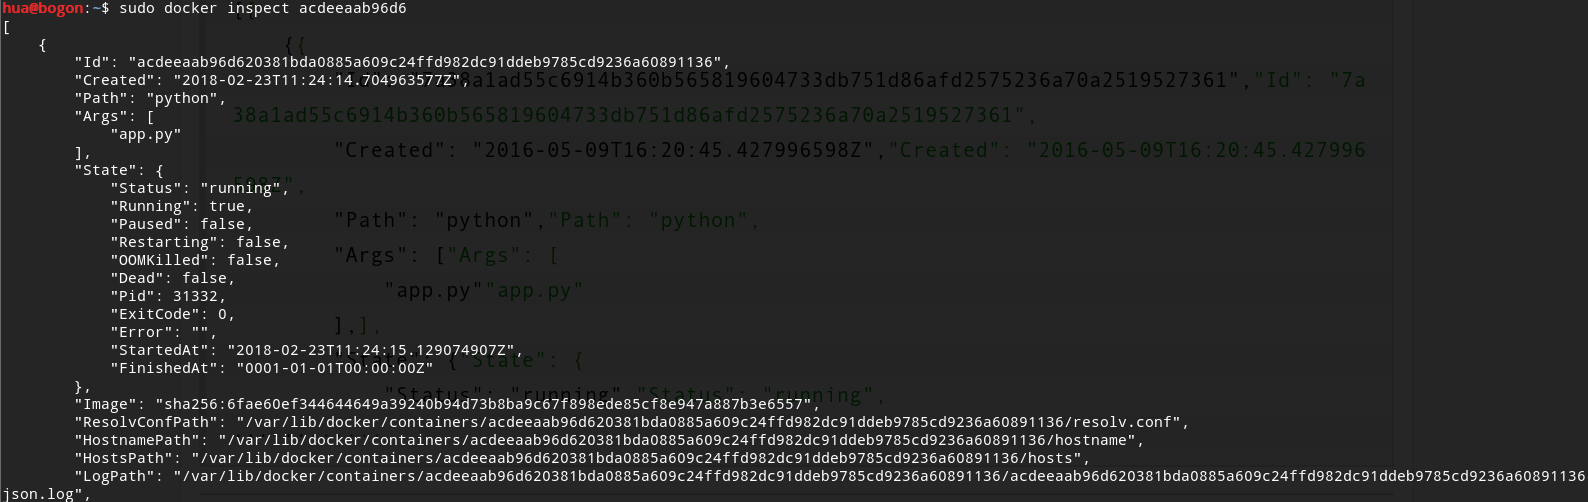 hua@bogon:~$ sudo docker inspect acdeeaab96d6
[
    {
        "Id": "acdeeaab96d620381bda0885a609c24ffd982dc91ddeb9785cd9236a60891136",
        "Created": "2018-02-23T11:24:14.704963577Z",
        "Path": "python",
        "Args": [
            "app.py"
        ],
        "State": {
            "Status": "running",
            "Running": true,
            "Paused": false,
            "Restarting": false,
            "OOMKilled": false,
            "Dead": false,
            "Pid": 31332,
            "ExitCode": 0,
            "Error": "",
            "StartedAt": "2018-02-23T11:24:15.129074907Z",
            "FinishedAt": "0001-01-01T00:00:00Z"
        },
        "Image": "sha256:6fae60ef344644649a39240b94d73b8ba9c67f898ede85cf8e947a887b3e6557",
        "ResolvConfPath": "/var/lib/docker/containers/acdeeaab96d620381bda0885a609c24ffd982dc91ddeb9785cd9236a60891136/resolv.conf",
        "HostnamePath": "/var/lib/docker/containers/acdeeaab96d620381bda0885a609c24ffd982dc91ddeb9785cd9236a60891136/hostname",
        "HostsPath": "/var/lib/docker/containers/acdeeaab96d620381bda0885a609c24ffd982dc91ddeb9785cd9236a60891136/hosts",
        "LogPath": "/var/lib/docker/containers/acdeeaab96d620381bda0885a609c24ffd982dc91ddeb9785cd9236a60891136/acdeeaab96d620381bda0885a609c24ffd982dc91ddeb9785cd9236a60891136
json.log",
{{
"Id": "7a
38a1ad55c6914b360b565819604733db751d86afd2575236a70a2519527361",
"Created": "2016-05-09T16:20:45.427996598Z","Created": "2016-05-09T16:20:45.427996
"Path": "python","Path": "python",
"Args": ["Args": [
"app.py""app.py"
],],
"State": {"State": {
"Status": "running","Status": "running",